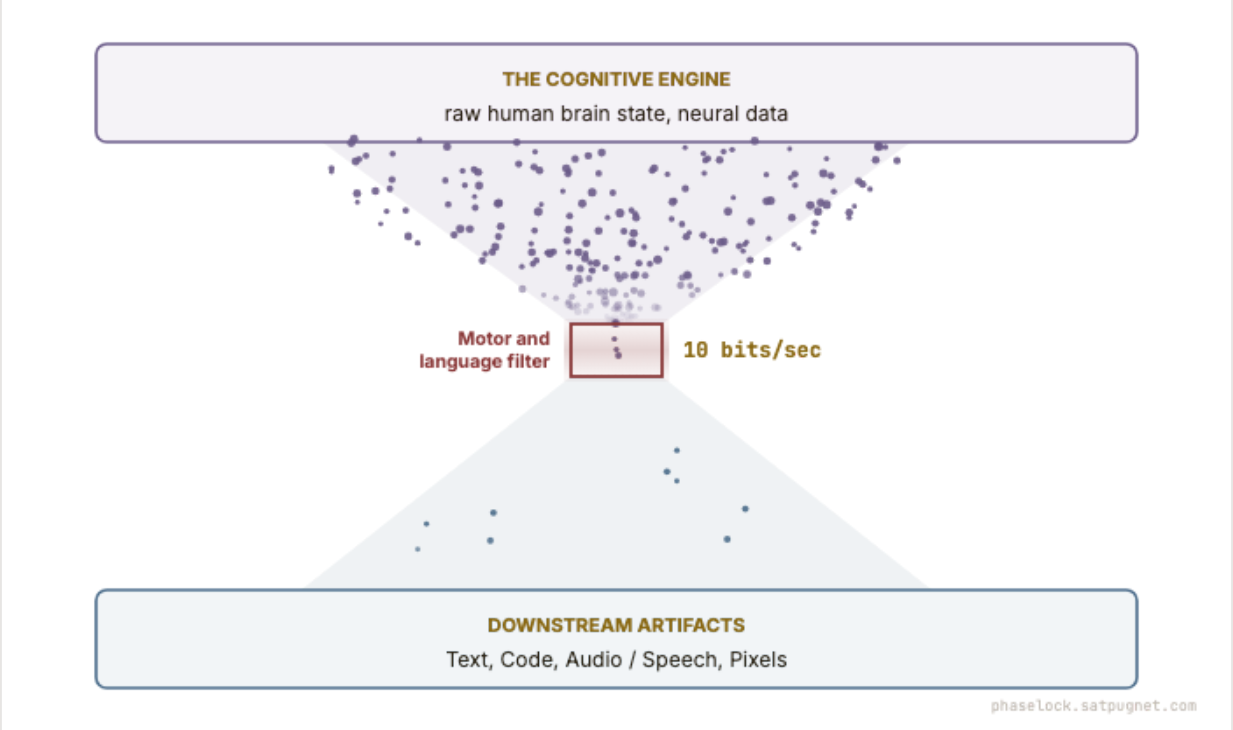 THE COGNITIVE ENGINE
raw human brain state, neural data
Motor and
language filter
10 bits/sec
DOWNSTREAM ARTIFACTS
Text, Code, Audio / Speech, Pixels
phaselock.satpugnet.com